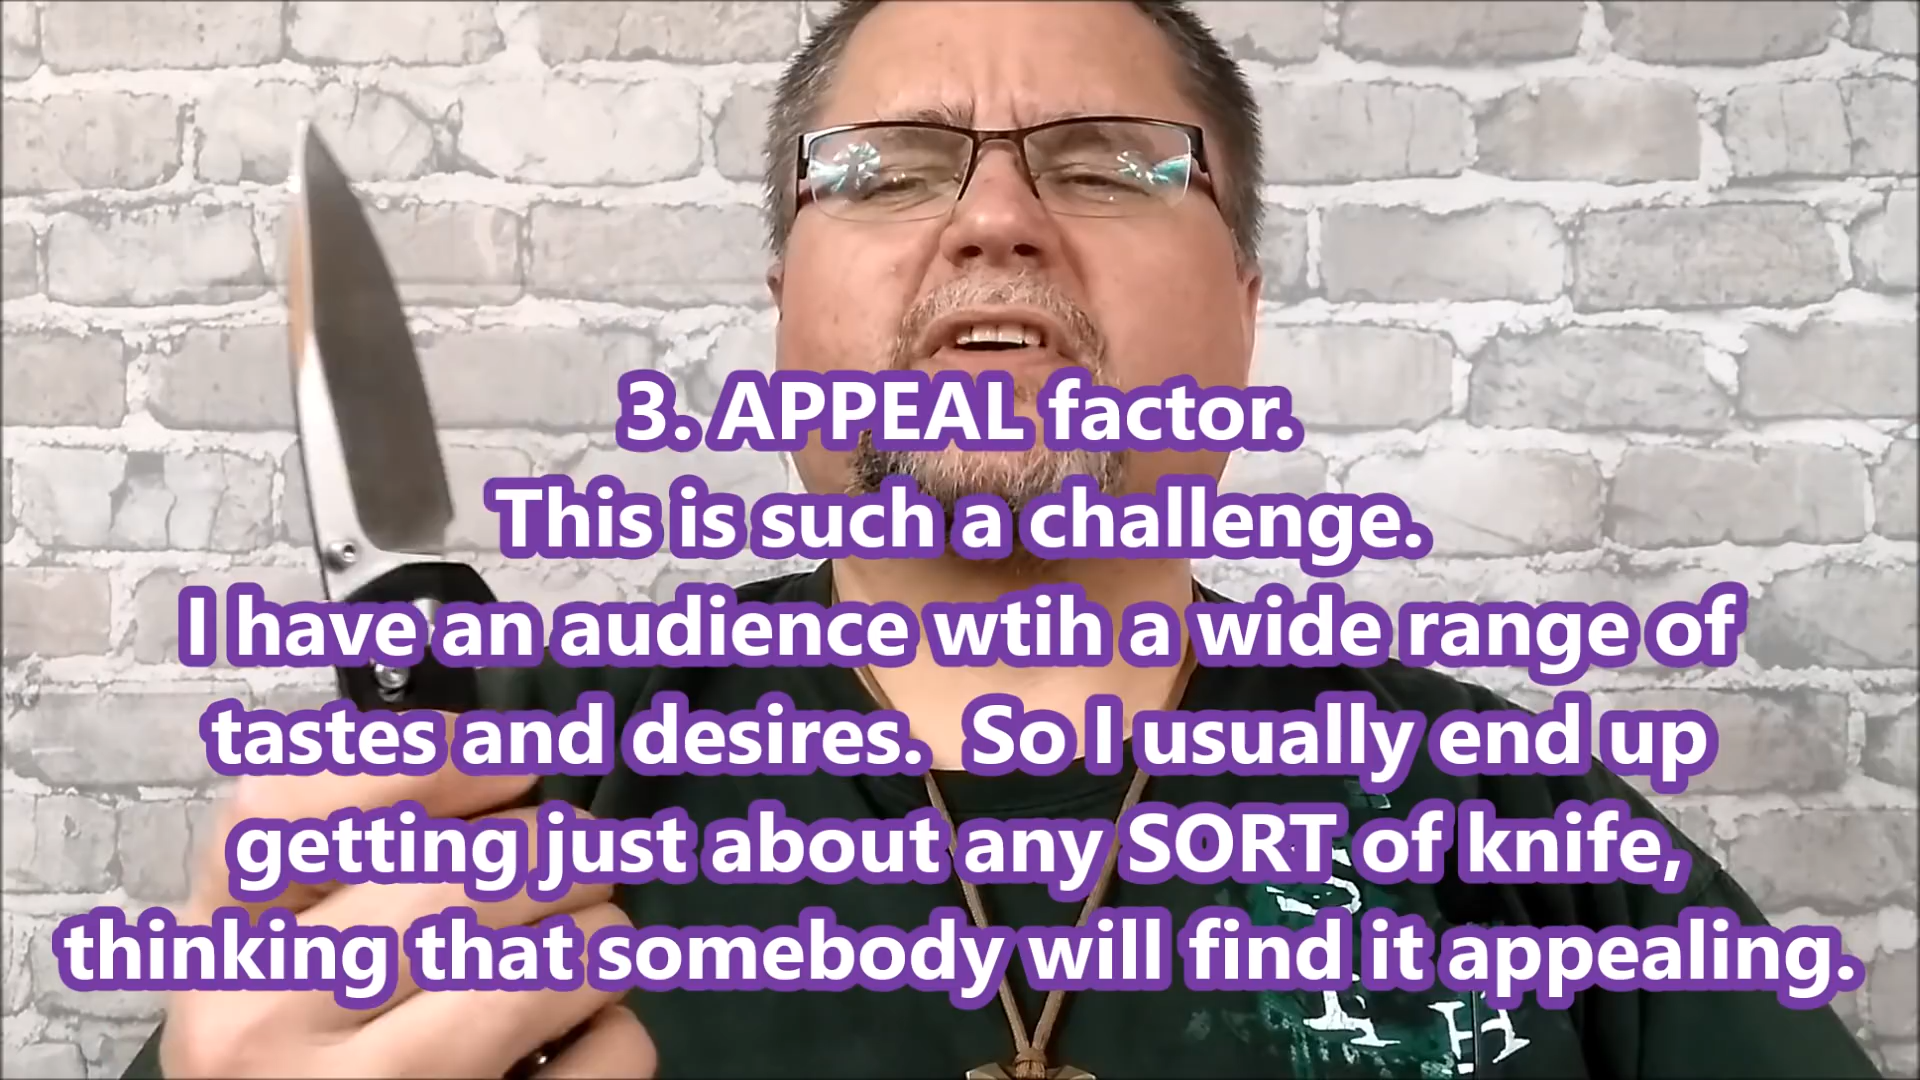 3. APPEAL factor.
This is such a challenge.
I have an audience wtih a wide range of
tastes and desires.  So I usually end up
getting just about any SORT of knife,
thinking that somebody will find it appealing.